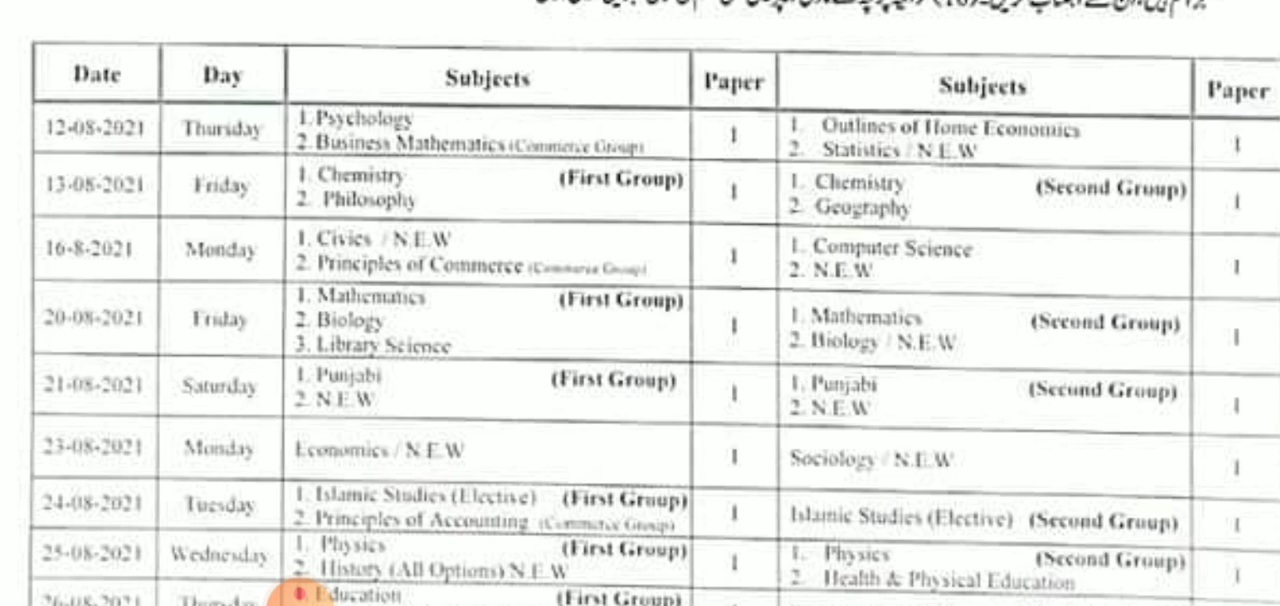 Date Day Subjects Paper Subjects Paper
12-08-2021 Thursday 1. Psychology 1 1. Outlines of Home Economics 1
2. Business Mathematics (Commerce Group) 2. Statistics / N.E.W
13-08-2021 Friday 1. Chemistry (First Group) 1 1. Chemistry (Second Group) 1
2. Philosophy 2. Geography
16-8-2021 Monday 1. Civics / N.E.W 1 1. Computer Science 1
2. Principles of Commerce (Commerce Group) 2. N.E.W
20-08-2021 Friday 1. Mathematics (First Group) 1 1. Mathematics (Second Group) 1
2. Biology 2. Biology / N.E.W
3. Library Science
21-08-2021 Saturday 1. Punjabi (First Group) 1 1. Punjabi (Second Group) 1
2. N.E.W 2. N.E.W
23-08-2021 Monday Economics / N.E.W 1 Sociology / N.E.W 1
24-08-2021 Tuesday 1. Islamic Studies (Elective) (First Group) 1 Islamic Studies (Elective) (Second Group) 1
2. Principles of Accounting (Commerce Group)
25-08-2021 Wednesday 1. Physics (First Group) 1 1. Physics (Second Group) 1
2. History (All Options) N.E.W 2. Health & Physical Education
26-08-2021 Thursday Education (First Group)